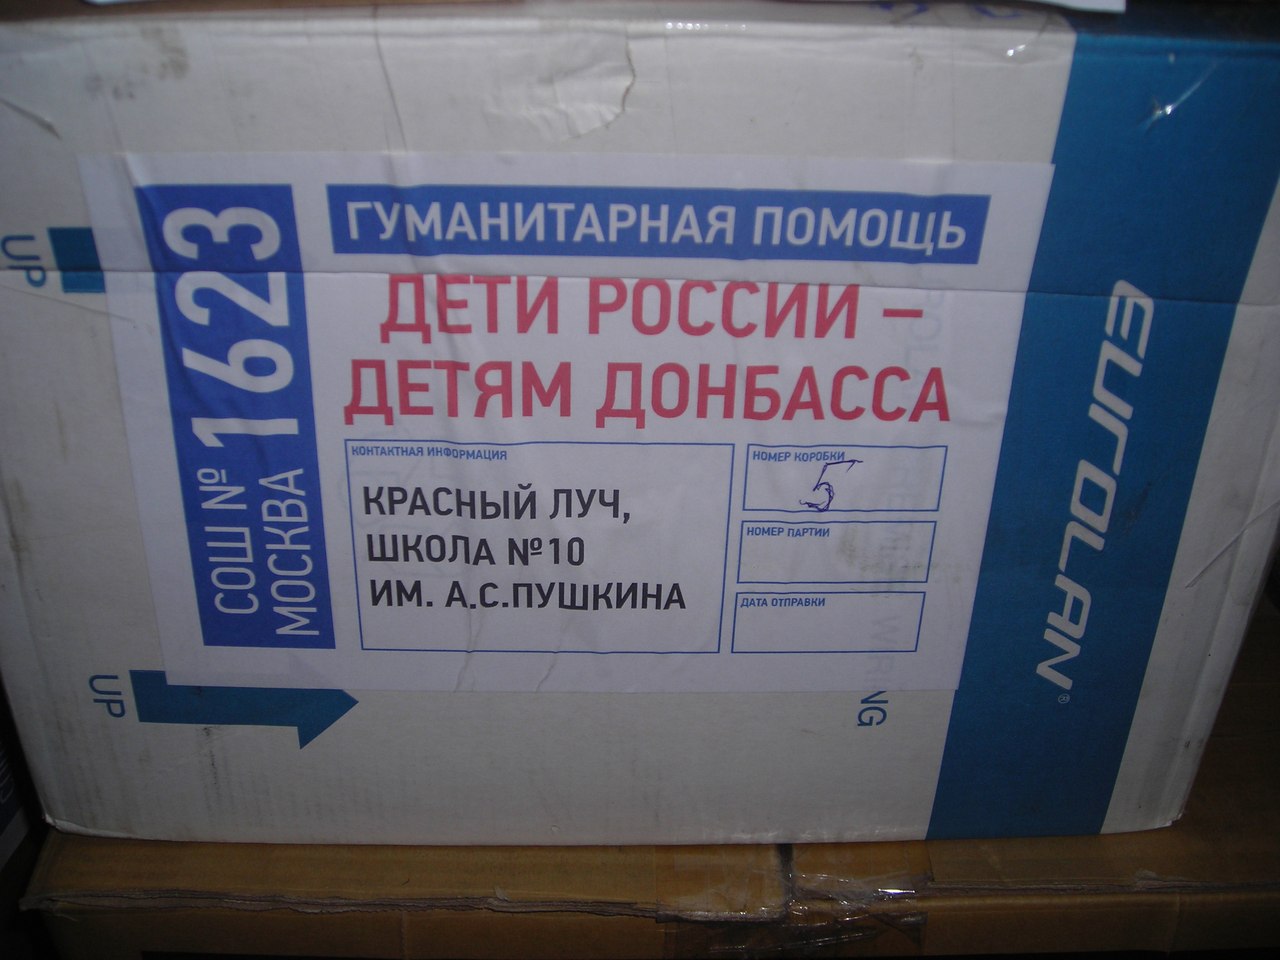 СОШ № 1623
МОСКВА
ГУМАНИТАРНАЯ ПОМОЩЬ
ДЕТИ РОССИИ –
ДЕТЯМ ДОНБАССА
КОНТАКТНАЯ ИНФОРМАЦИЯ
КРАСНЫЙ ЛУЧ,
ШКОЛА №10
ИМ. А.С.ПУШКИНА
НОМЕР КОРОБКИ
5
НОМЕР ПАРТИИ
ДАТА ОТПРАВКИ
UP
UP
NG
EUROLAN®